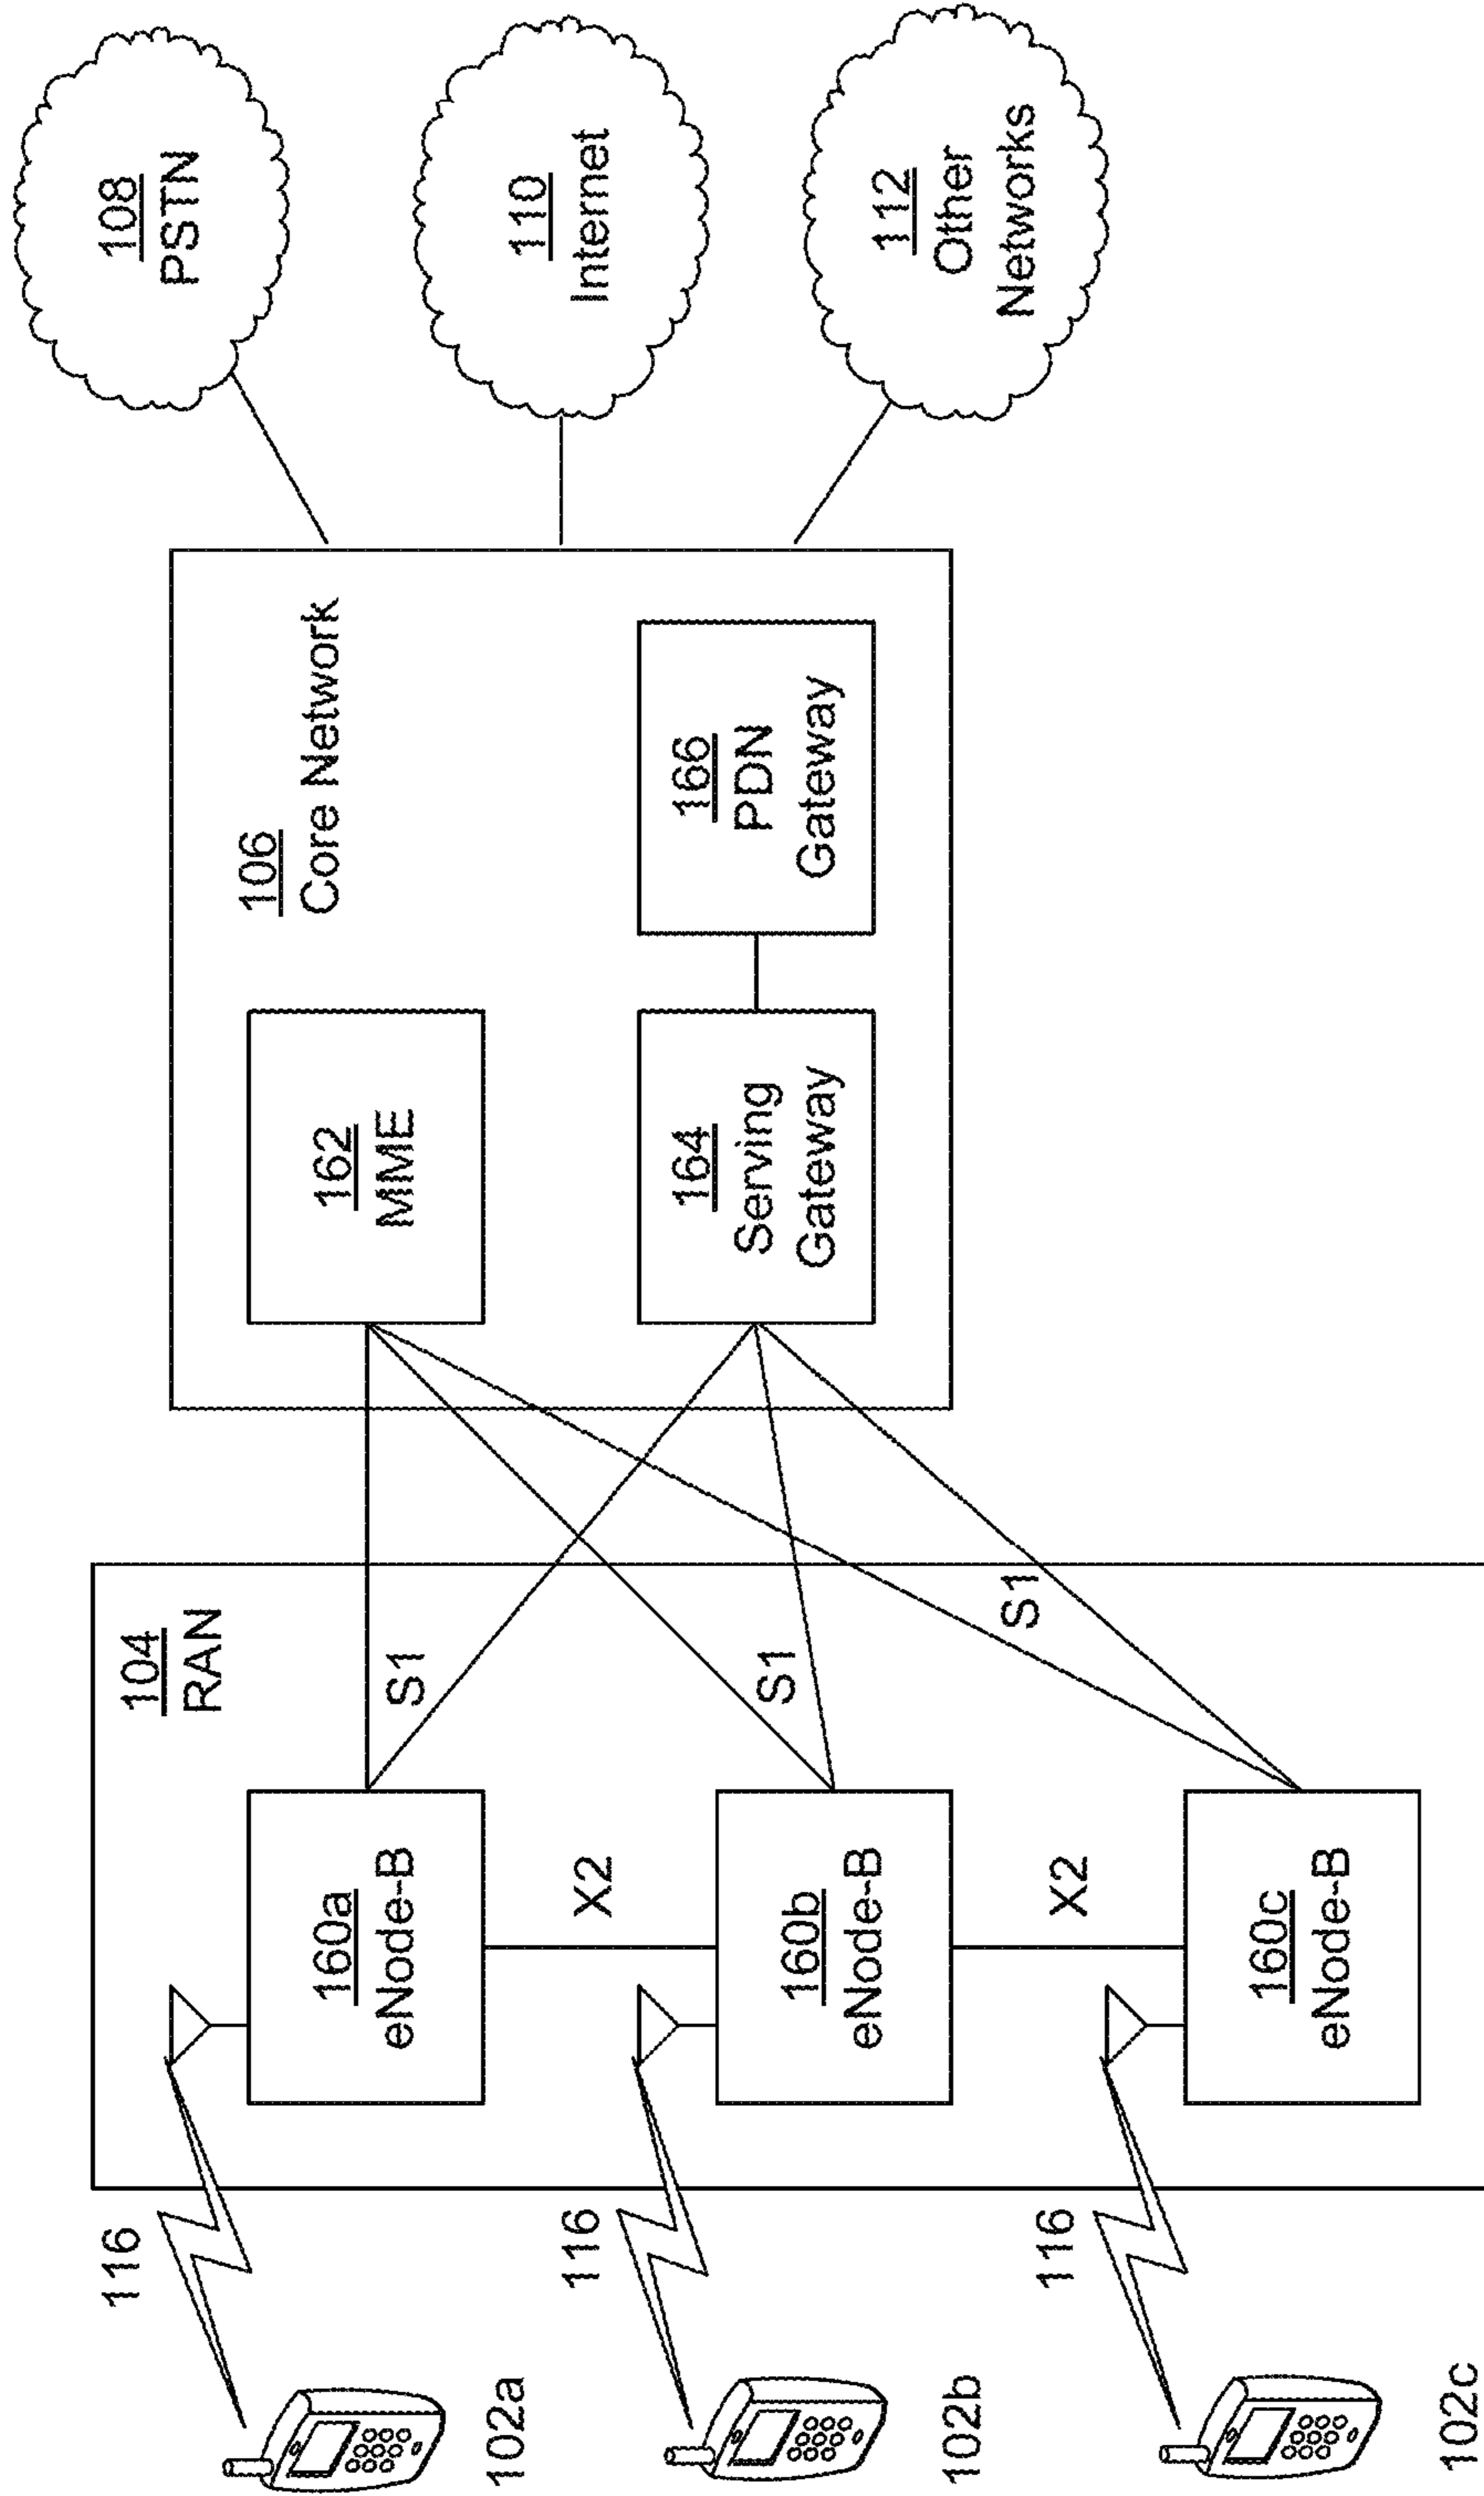 102a
102b
102c
116
116
116
104
RAN
160a
eNode-B
X2
160b
eNode-B
X2
160c
eNode-B
S1
S1
S1
106
Core Network
162
MME
164
Serving
Gateway
166
PDN
Gateway
108
PSTN
110
Internet
112
Other
Networks